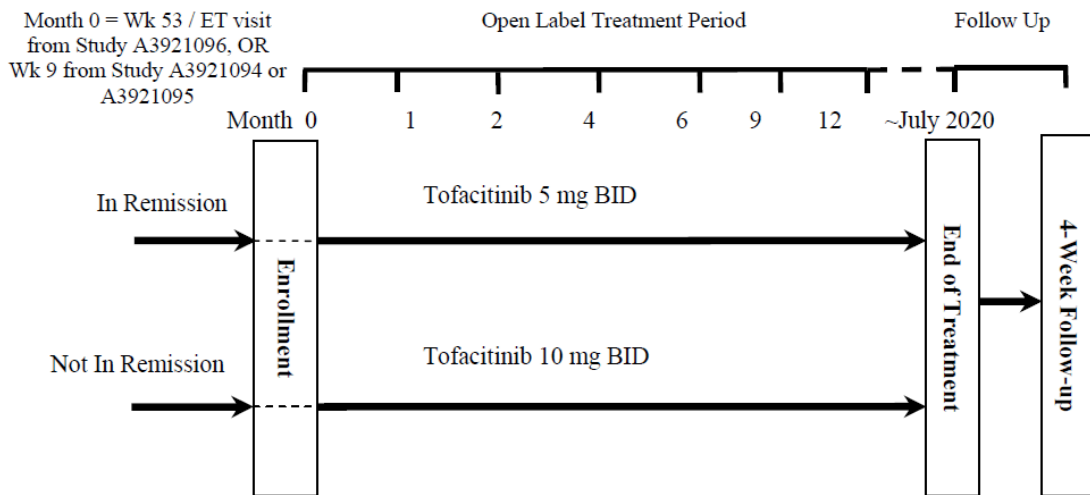 Month 0 = Wk 53 / ET visit
from Study A3921096, OR
Wk 9 from Study A3921094 or
A3921095
Open Label Treatment Period
Follow Up
Month 0 1 2 4 6 9 12 ~July 2020
In Remission
Tofacitinib 5 mg BID
Not In Remission
Tofacitinib 10 mg BID
Enrollment
End of Treatment
4-Week Follow-up